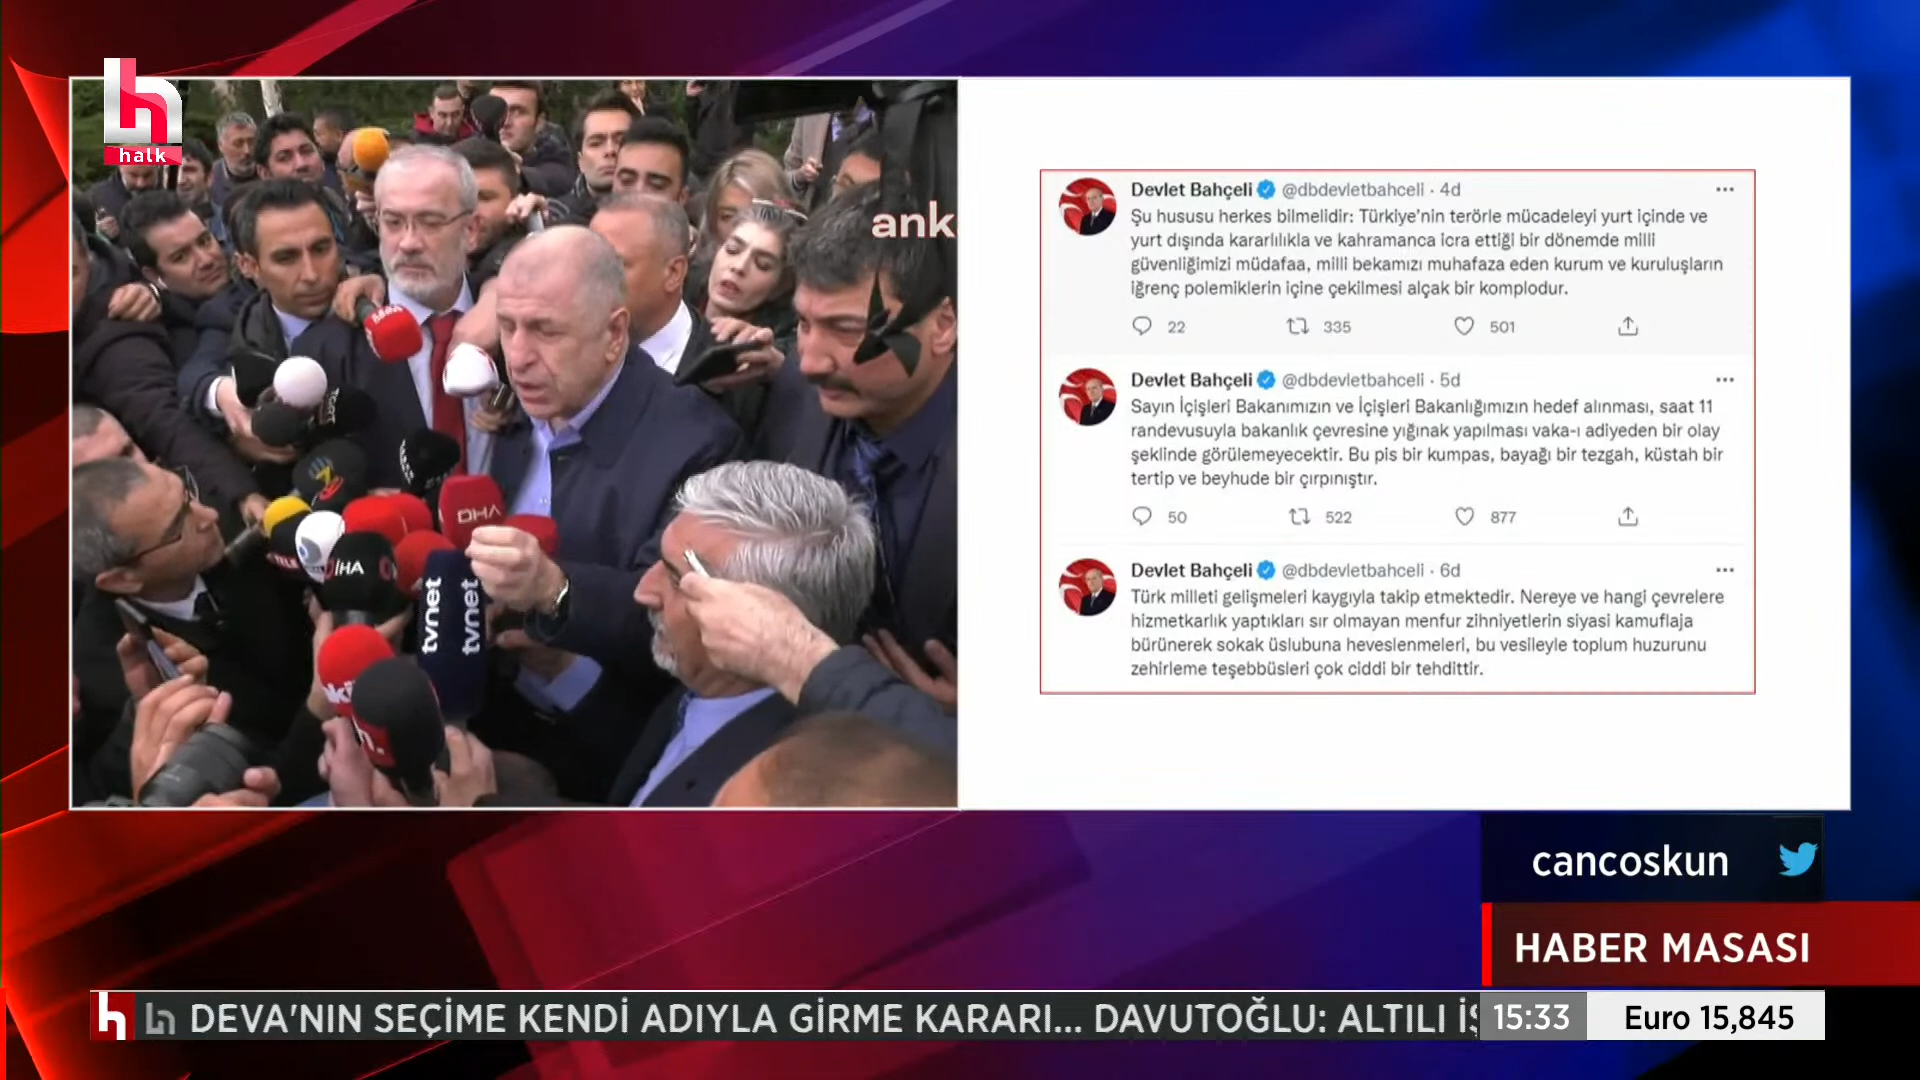 halk
ank
DHA
İHA
tvnet
tvnet
Devlet Bahçeli @dbdevletbahceli · 4d
Şu hususu herkes bilmelidir: Türkiye'nin terörle mücadeleyi yurt içinde ve
yurt dışında kararlılıkla ve kahramanca icra ettiği bir dönemde milli
güvenliğimizi müdafaa, milli bekamızı muhafaza eden kurum ve kuruluşların
iğrenç polemiklerin içine çekilmesi alçak bir komplodur.
22 335 501
Devlet Bahçeli @dbdevletbahceli · 5d
Sayın İçişleri Bakanımızın ve İçişleri Bakanlığımızın hedef alınması, saat 11
randevusuyla bakanlık çevresine yığınak yapılması vaka-ı adiyeden bir olay
şeklinde görülemeyecektir. Bu pis bir kumpas, bayağı bir tezgah, küstah bir
tertip ve beyhude bir çırpınıştır.
50 522 877
Devlet Bahçeli @dbdevletbahceli · 6d
Türk milleti gelişmeleri kaygıyla takip etmektedir. Nereye ve hangi çevrelere
hizmetkarlık yaptıkları sır olmayan menfur zihniyetlerin siyasi kamuflaja
bürünerek sokak üslubuna heveslenmeleri, bu vesileyle toplum huzurunu
zehirleme teşebbüsleri çok ciddi bir tehdittir.
cancoskun
HABER MASASI
DEVA'NIN SEÇİME KENDİ ADIYLA GİRME KARARI... DAVUTOĞLU: ALTILI İŞ
15:33 Euro 15,845